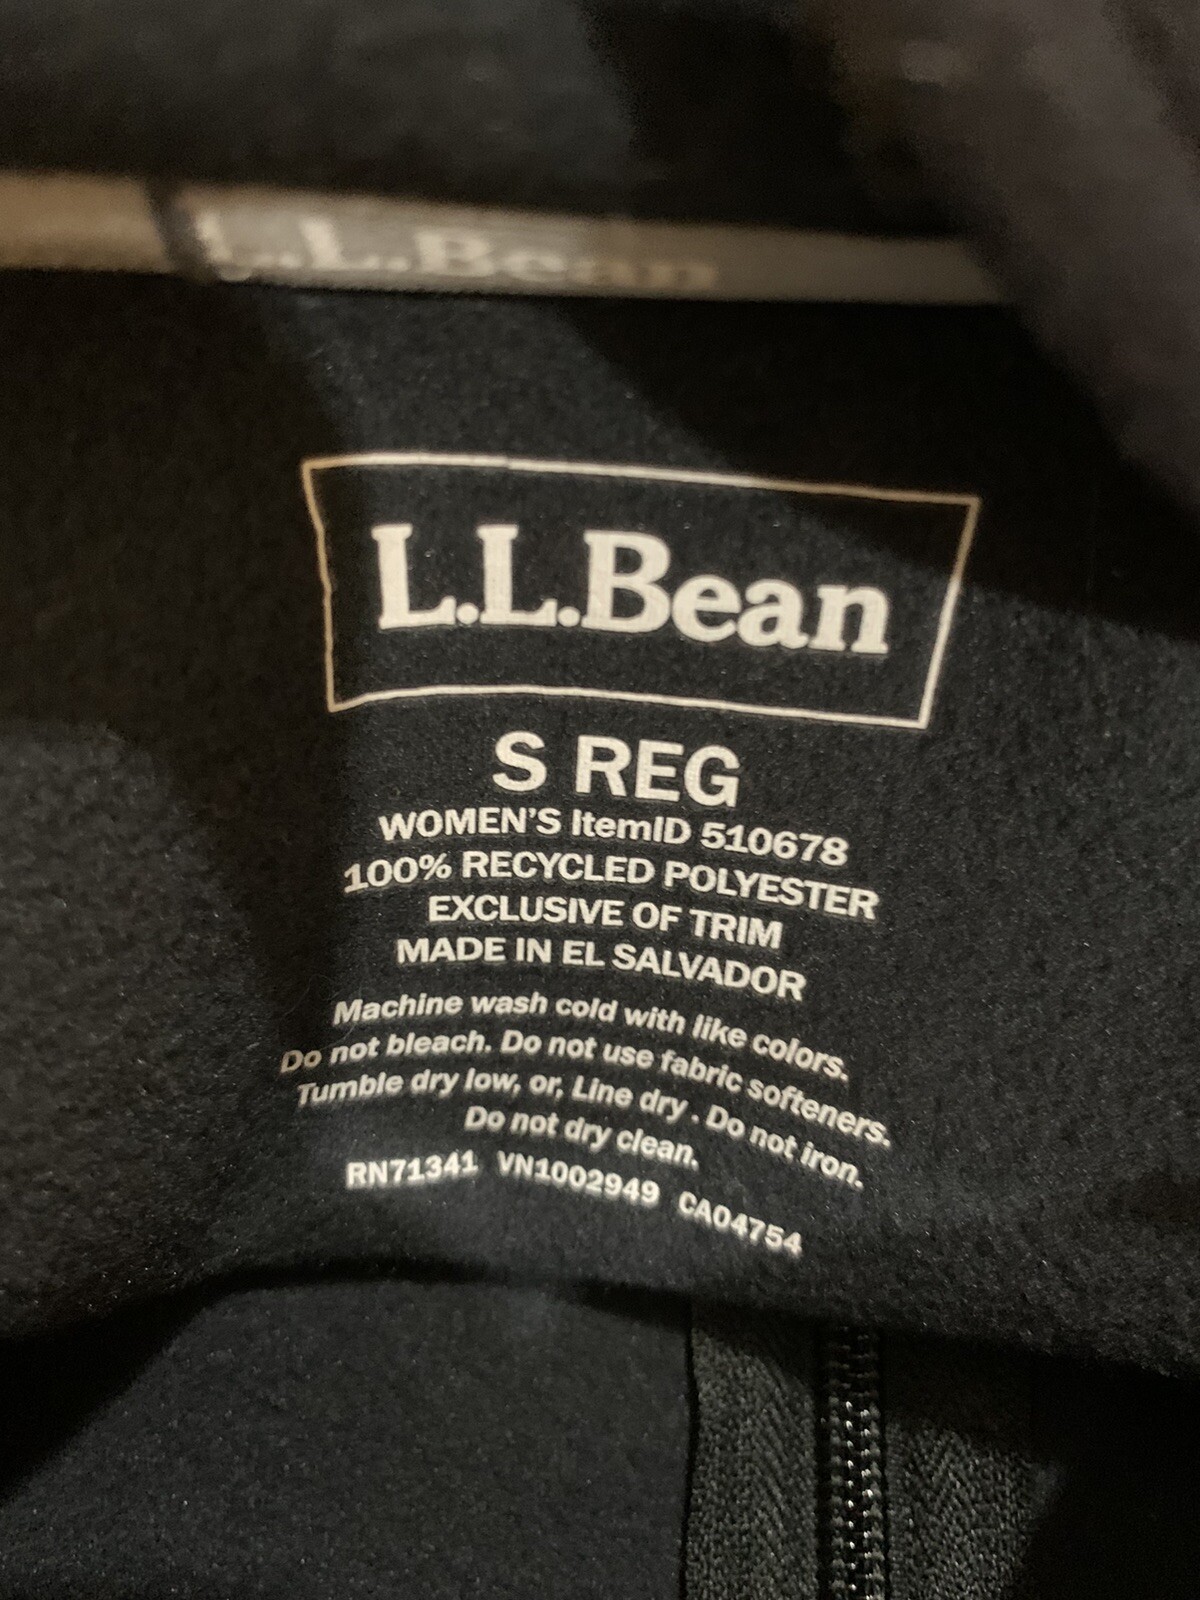 L.L.Bean
L.L.Bean
S REG
WOMEN'S ItemID 510678
100% RECYCLED POLYESTER
EXCLUSIVE OF TRIM
MADE IN EL SALVADOR
Machine wash cold with like colors.
Do not bleach. Do not use fabric softeners.
Tumble dry low, or, Line dry . Do not iron.
Do not dry clean.
RN71341 VN1002949 CA04754